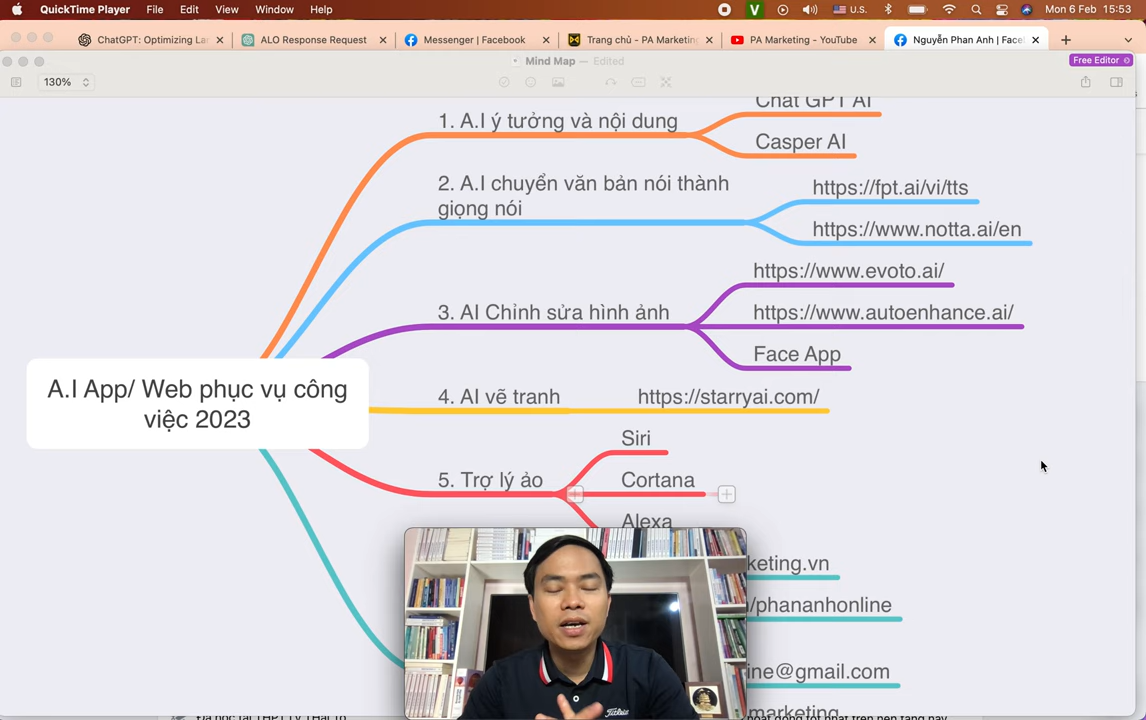 QuickTime Player File Edit View Window Help V U.S. Mon 6 Feb 15:53
ChatGPT: Optimizing La
ALO Response Request
Messenger | Facebook
Trang chủ - PA Marketin
PA Marketing - YouTube
Nguyễn Phan Anh | Face
Mind Map — Edited
Free Editor
130%
1. A.I ý tưởng và nội dung
Chat GPT AI
Casper AI
2. A.I chuyển văn bản nói thành
giọng nói
https://fpt.ai/vi/tts
https://www.notta.ai/en
3. AI Chỉnh sửa hình ảnh
https://www.evoto.ai/
https://www.autoenhance.ai/
Face App
A.I App/ Web phục vụ công
việc 2023
4. AI vẽ tranh
https://starryai.com/
5. Trợ lý ảo
Siri
Cortana
Alexa
keting.vn
/phananhonline
ine@gmail.com
marketing